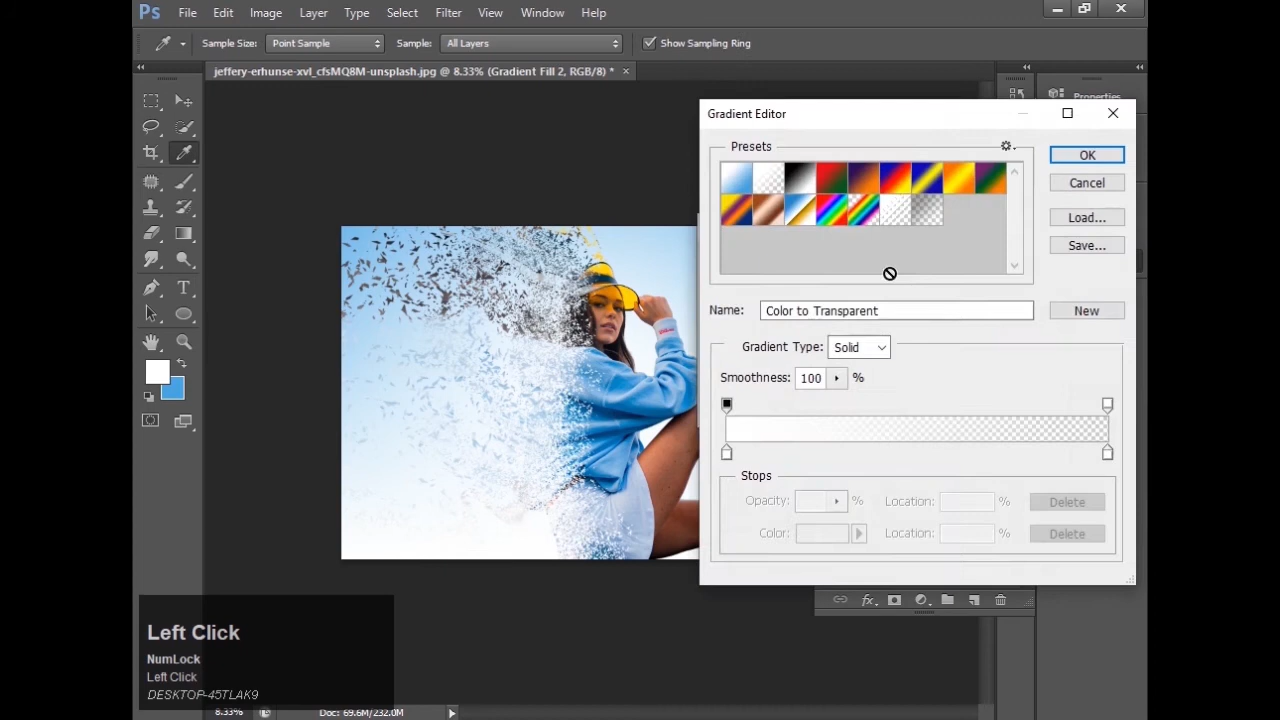 Ps File Edit Image Layer Type Select Filter View Window Help
Sample Size: Point Sample Sample: All Layers Show Sampling Ring
jeffery-erhunse-xvl_cfsMQ8M-unsplash.jpg @ 8.33% (Gradient Fill 2, RGB/8) * ×
Properties
Gradient Editor
Presets
OK
Cancel
Load...
Save...
Name: Color to Transparent New
Gradient Type: Solid
Smoothness: 100 %
Stops
Opacity: % Location: % Delete
Color: Location: % Delete
fx
Left Click
NumLock
Left Click
DESKTOP-45TLAK9
8.33% Doc: 69.6M/232.0M